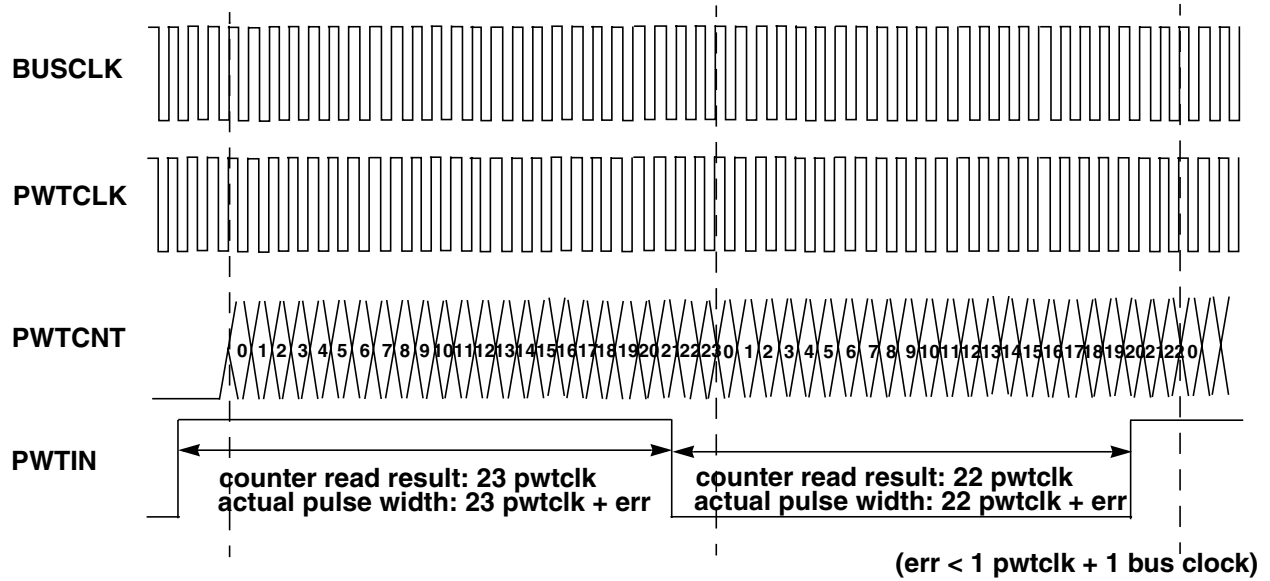 BUSCLK
PWTCLK
PWTCNT
0 1 2 3 4 5 6 7 8 9 10 11 12 13 14 15 16 17 18 19 20 21 22 23 0 1 2 3 4 5 6 7 8 9 10 11 12 13 14 15 16 17 18 19 20 21 22 0
PWTIN
counter read result: 23 pwtclk
actual pulse width: 23 pwtclk + err
counter read result: 22 pwtclk
actual pulse width: 22 pwtclk + err
(err < 1 pwtclk + 1 bus clock)